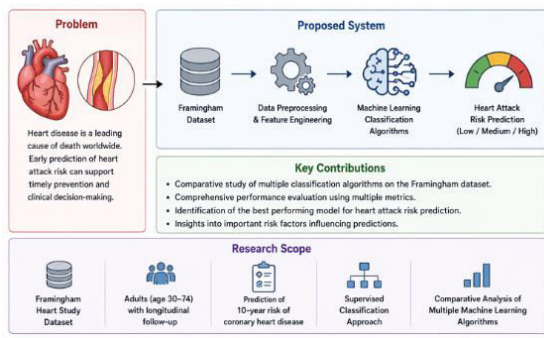 Problem
Heart disease is a leading
cause of death worldwide.
Early prediction of heart
attack risk can support
timely prevention and
clinical decision-making.
Proposed System
Framingham
Dataset
Data Preprocessing
& Feature Engineering
Machine Learning
Classification
Algorithms
Heart Attack
Risk Prediction
(Low / Medium / High)
Key Contributions
• Comparative study of multiple classification algorithms on the Framingham dataset.
• Comprehensive performance evaluation using multiple metrics.
• Identification of the best performing model for heart attack risk prediction.
• Insights into important risk factors influencing predictions.
Research Scope
Framingham
Heart Study
Dataset
Adults (age 30–74)
with longitudinal
follow-up
Prediction of
10-year risk of
coronary heart disease
Supervised
Classification
Approach
Comparative Analysis of
Multiple Machine Learning
Algorithms